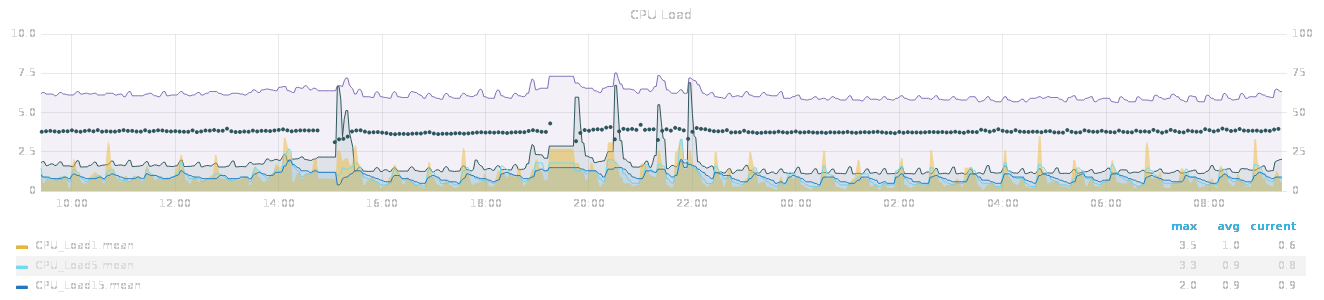 CPU Load
10.0 100
7.5 75
5.0 50
2.5 25
0 0
10:00 12:00 14:00 16:00 18:00 20:00 22:00 00:00 02:00 04:00 06:00 08:00
max avg current
CPU_Load1.mean 3.5 1.0 0.6
CPU_Load5.mean 3.3 0.9 0.8
CPU_Load15.mean 2.0 0.9 0.9